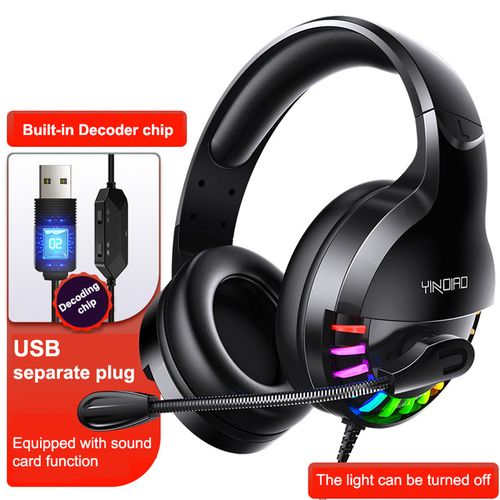 Built-in Decoder chip
02
Decoding
chip
YINDIAO
USB
separate plug
Equipped with sound
card function
The light can be turned off